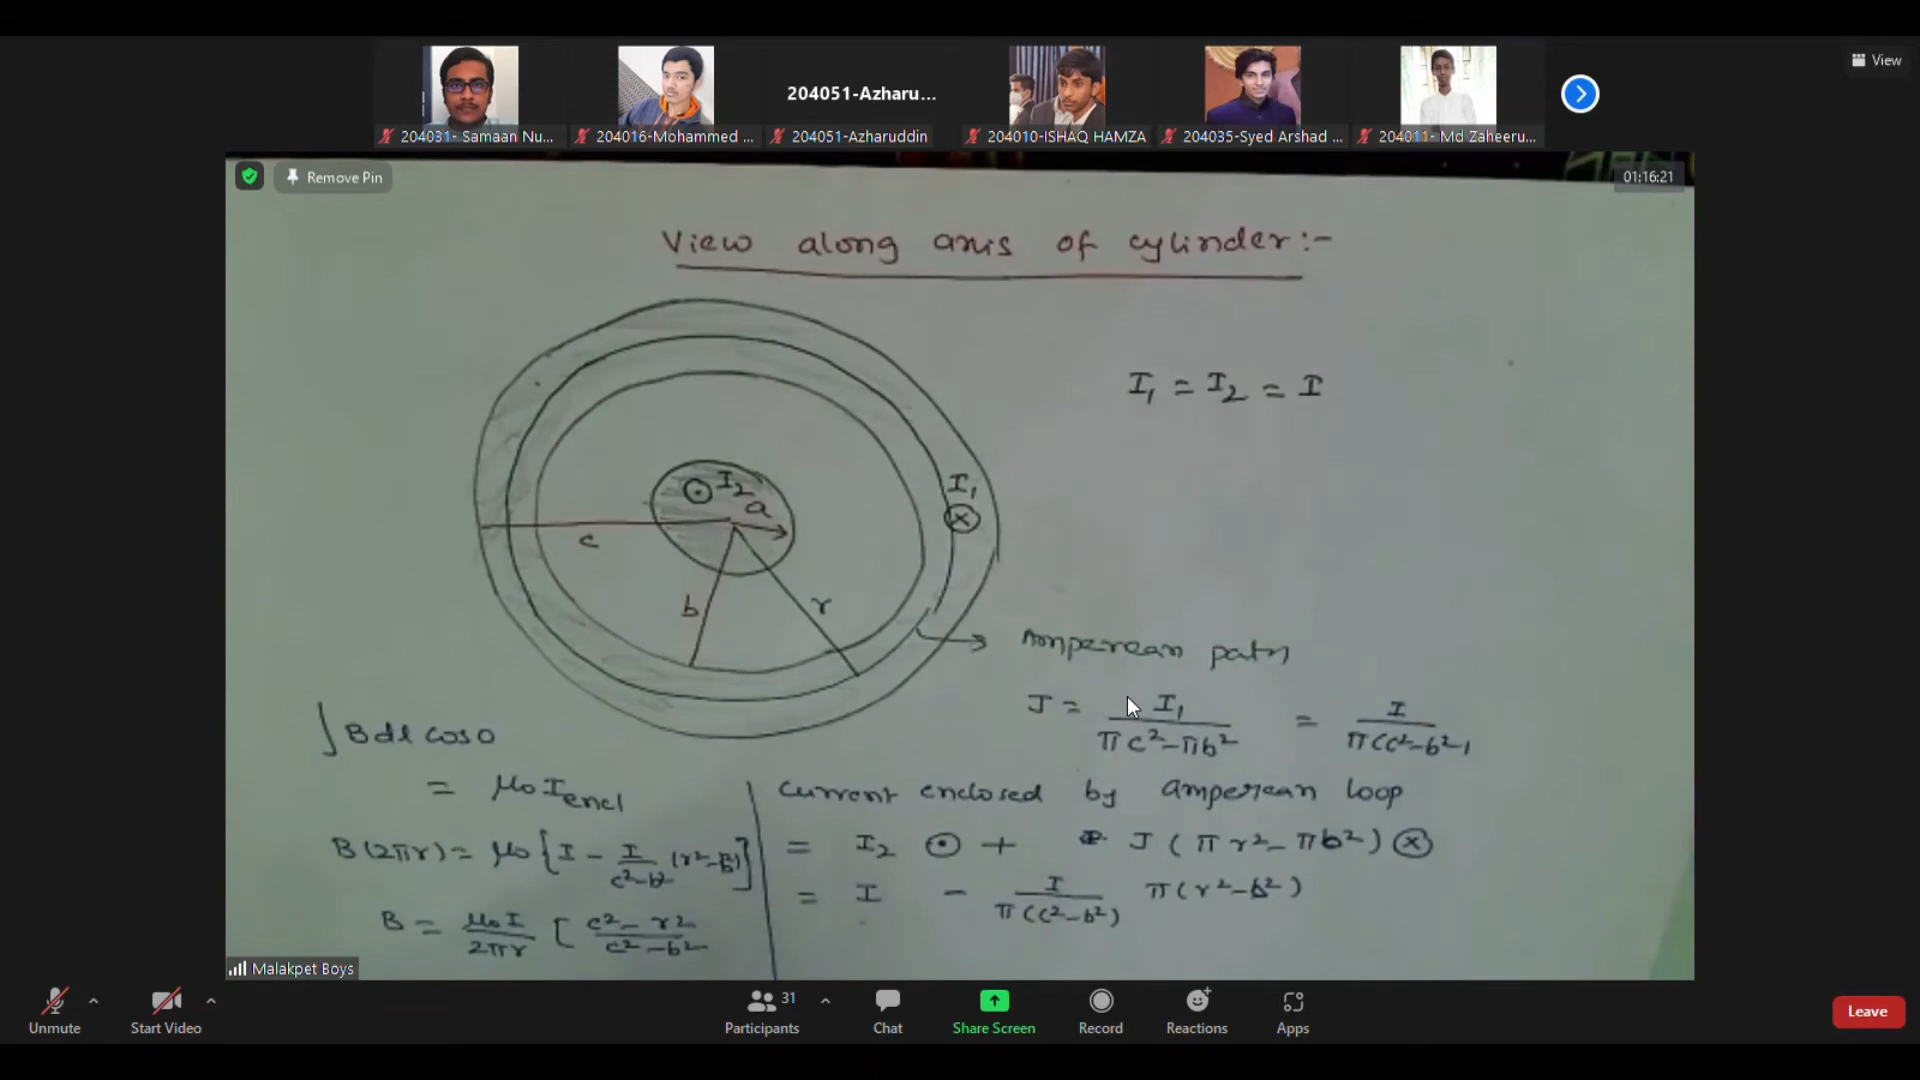 204051-Azharu...
View
204031- Samaan Nu...
204016-Mohammed ...
204051-Azharuddin
204010-ISHAQ HAMZA
204035-Syed Arshad ...
204011- Md Zaheeru...
Remove Pin
01:16:21
View along axis of cylinder:-
I₁ = I₂ = I
I₂
a
I₁
c
b
r
Amperean path
J = I₁ / πc²-πb² = I / π(c²-b²)
∫Bdl cos0
= μ₀Iencl
B(2πr) = μ₀{I - I / c²-b² (r²-b²)]
B = μ₀I / 2πr [c² - r² / c² - b²
Current enclosed by amperean loop
= I₂ ⊙ + J(πr²-πb²) ⊗
= I - I / π(c²-b²) π(r²-b²)
Malakpet Boys
Unmute
Start Video
31
Participants
Chat
Share Screen
Record
Reactions
Apps
Leave